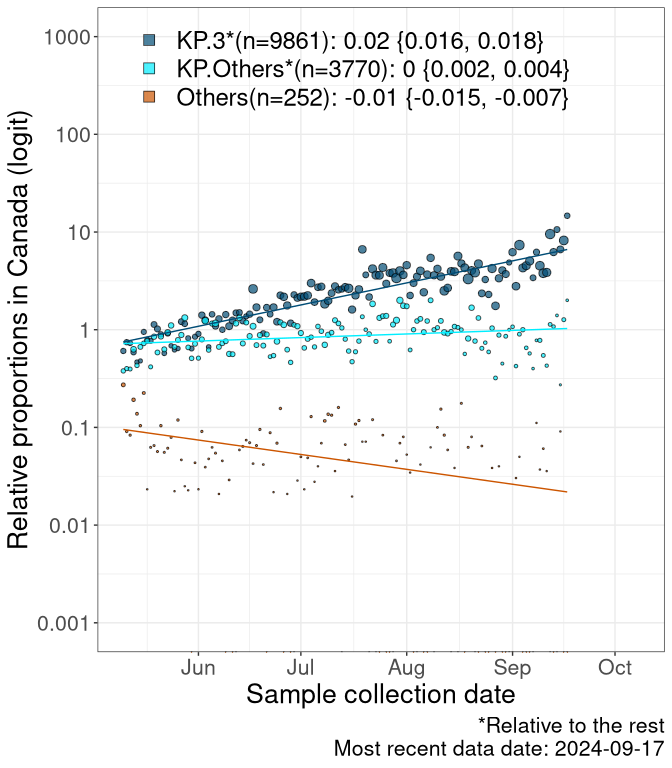 KP.3*(n=9861): 0.02 {0.016, 0.018}
KP.Others*(n=3770): 0 {0.002, 0.004}
Others(n=252): -0.01 {-0.015, -0.007}
Relative proportions in Canada (logit)
1000
100
10
1
0.1
0.01
0.001
Jun Jul Aug Sep Oct
Sample collection date
*Relative to the rest
Most recent data date: 2024-09-17